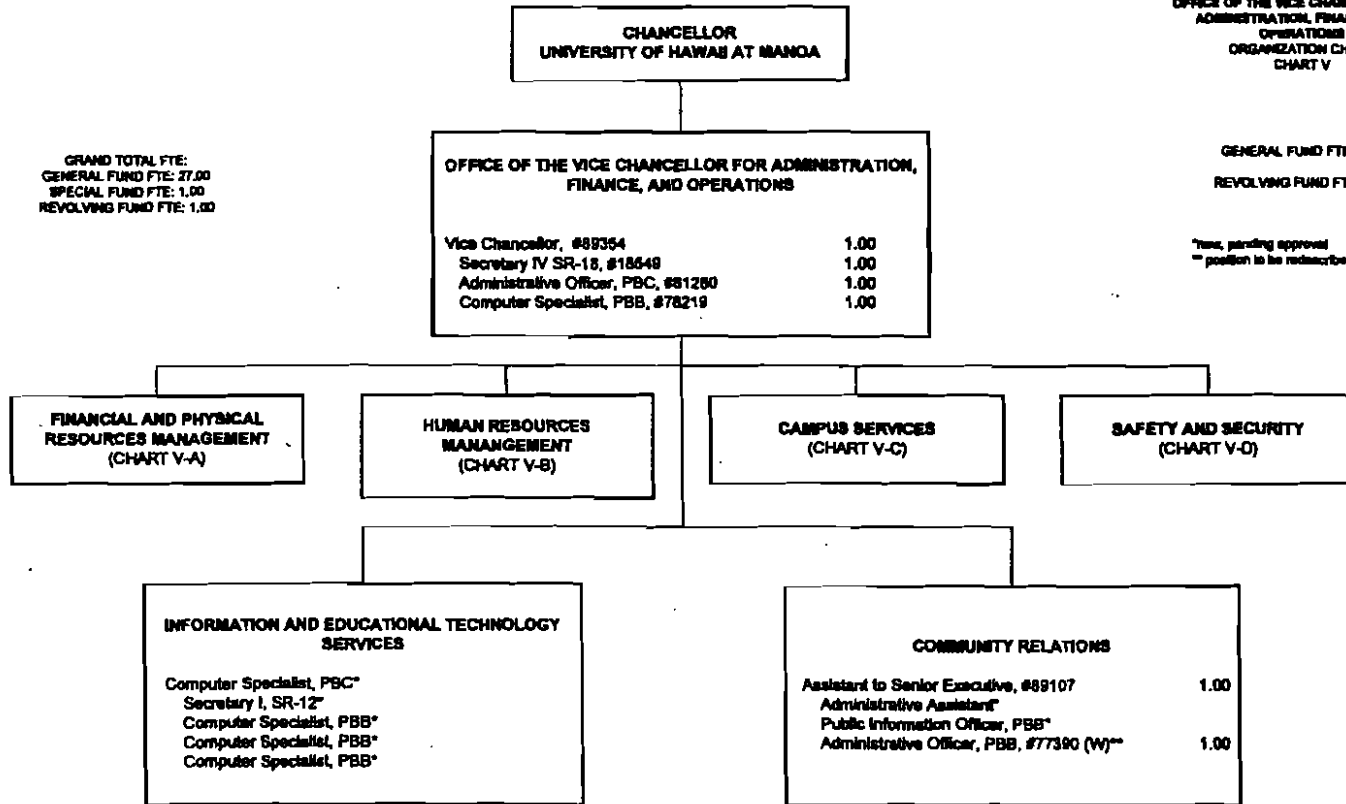 OFFICE OF THE VICE
ADMINISTRATION,
OPERATIONS
ORGANIZATION
CHART V
CHANCELLOR
UNIVERSITY OF HAWAII AT MANOA
GRAND TOTAL FTE:
GENERAL FUND FTE: 27.00
SPECIAL FUND FTE: 1.00
REVOLVING FUND FTE: 1.00
GENERAL FUND FTE
REVOLVING FUND
*new, pending approval
** position to be
OFFICE OF THE VICE CHANCELLOR FOR ADMINISTRATION,
FINANCE, AND OPERATIONS
Vice Chancellor, #89354 1.00
Secretary IV SR-18, #18549 1.00
Administrative Officer, PBC, #81260 1.00
Computer Specialist, PBB, #78219 1.00
FINANCIAL AND PHYSICAL
RESOURCES MANAGEMENT
(CHART V-A)
HUMAN RESOURCES
MANANGEMENT
(CHART V-B)
CAMPUS SERVICES
(CHART V-C)
SAFETY AND SECURITY
(CHART V-D)
INFORMATION AND EDUCATIONAL TECHNOLOGY
SERVICES
Computer Specialist, PBC*
Secretary I, SR-12*
Computer Specialist, PBB*
Computer Specialist, PBB*
Computer Specialist, PBB*
COMMUNITY RELATIONS
Assistant to Senior Executive, #89107 1.00
Administrative Assistant*
Public Information Officer, PBB*
Administrative Officer, PBB, #77390 (W)** 1.00